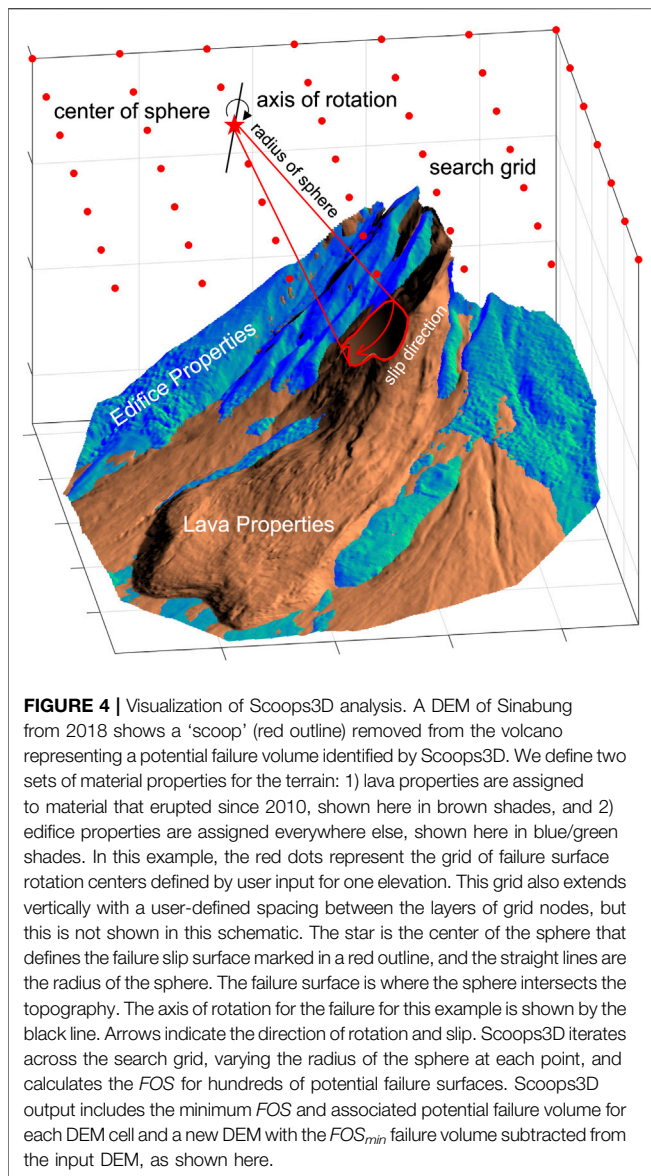 center of sphere
axis of rotation
radius of sphere
search grid
slip direction
Edifice Properties
Lava Properties
FIGURE 4 | Visualization of Scoops3D analysis. A DEM of Sinabung
from 2018 shows a ‘scoop’ (red outline) removed from the volcano
representing a potential failure volume identified by Scoops3D. We define two
sets of material properties for the terrain: 1) lava properties are assigned
to material that erupted since 2010, shown here in brown shades, and 2)
edifice properties are assigned everywhere else, shown here in blue/green
shades. In this example, the red dots represent the grid of failure surface
rotation centers defined by user input for one elevation. This grid also extends
vertically with a user-defined spacing between the layers of grid nodes, but
this is not shown in this schematic. The star is the center of the sphere that
defines the failure slip surface marked in a red outline, and the straight lines are
the radius of the sphere. The failure surface is where the sphere intersects the
topography. The axis of rotation for the failure for this example is shown by the
black line. Arrows indicate the direction of rotation and slip. Scoops3D iterates
across the search grid, varying the radius of the sphere at each point, and
calculates the FOS for hundreds of potential failure surfaces. Scoops3D
output includes the minimum FOS and associated potential failure volume for
each DEM cell and a new DEM with the FOSmin failure volume subtracted from
the input DEM, as shown here.